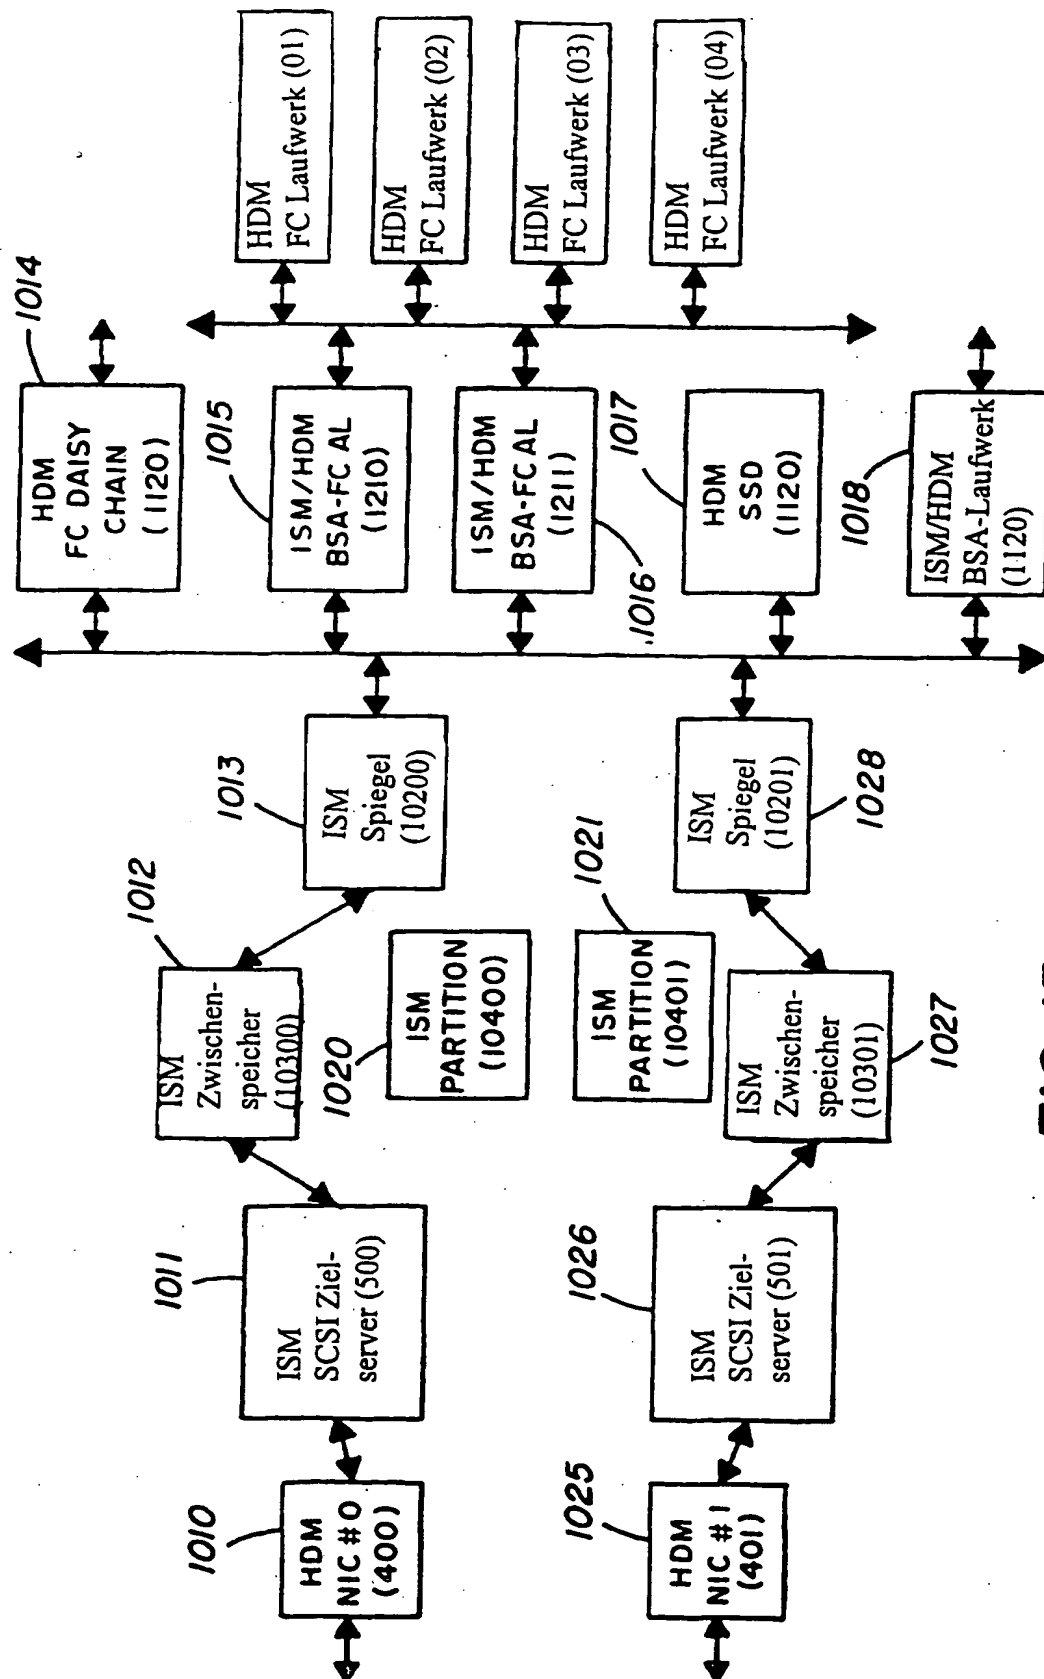 1010
HDM
NIC #0
(400)
1011
ISM
SCSI Ziel-
server (500)
1012
ISM
Zwischen-
speicher
(10300)
1013
ISM
Spiegel
(10200)
1014
HDM
FC DAISY
CHAIN
(1120)
1015
ISM/HDM
BSA-FC AL
(1210)
1016
ISM/HDM
BSA-FC AL
(1211)
1017
HDM
SSD
(1120)
1018
ISM/HDM
BSA-Laufwerk
(1120)
HDM
FC Laufwerk (01)
HDM
FC Laufwerk (02)
HDM
FC Laufwerk (03)
HDM
FC Laufwerk (04)
1020
ISM
PARTITION
(10400)
1021
ISM
PARTITION
(10401)
1025
HDM
NIC #1
(401)
1026
ISM
SCSI Ziel-
server (501)
1027
ISM
Zwischen-
speicher
(10301)
1028
ISM
Spiegel
(10201)